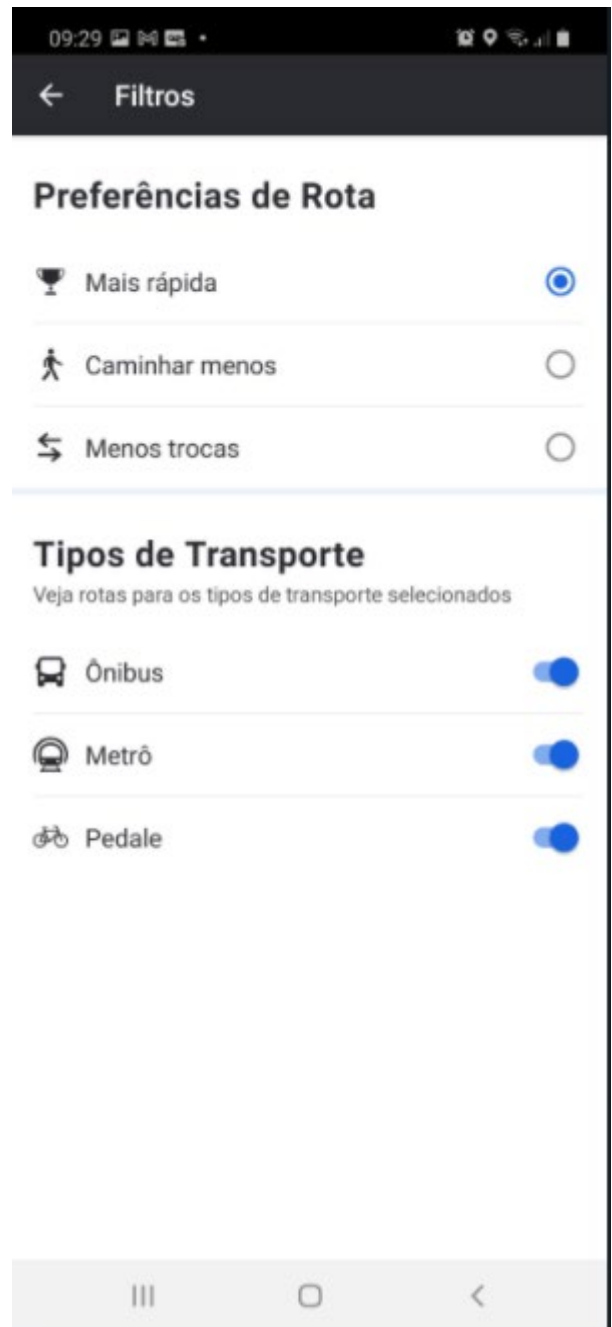 09:29
Filtros
Preferências de Rota
Mais rápida
Caminhar menos
Menos trocas
Tipos de Transporte
Veja rotas para os tipos de transporte selecionados
Ônibus
Metrô
Pedale